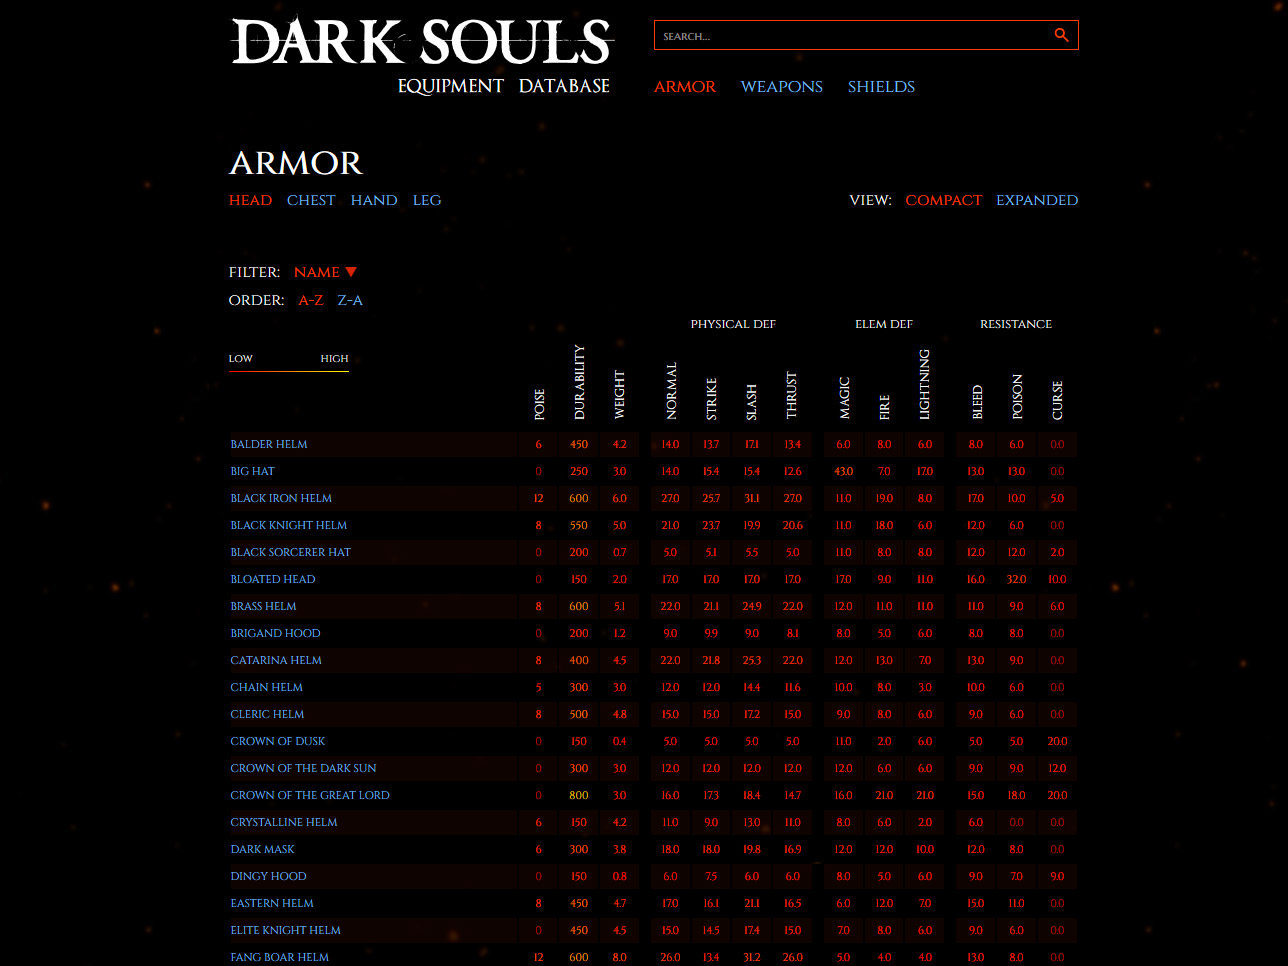 DARK SOULS
EQUIPMENT DATABASE
SEARCH...
ARMOR WEAPONS SHIELDS
ARMOR
HEAD CHEST HAND LEG
VIEW: COMPACT EXPANDED
FILTER: NAME ▼
ORDER: A-Z Z-A
PHYSICAL DEF ELEM DEF RESISTANCE
LOW HIGH
POISE DURABILITY WEIGHT NORMAL STRIKE SLASH THRUST MAGIC FIRE LIGHTNING BLEED POISON CURSE
BALDER HELM 6 450 4.2 14.0 13.7 17.1 13.4 6.0 8.0 6.0 8.0 6.0 0.0
BIG HAT 0 250 3.0 14.0 15.4 15.4 12.6 43.0 7.0 17.0 13.0 13.0 0.0
BLACK IRON HELM 12 600 6.0 27.0 25.7 31.1 27.0 11.0 19.0 8.0 17.0 10.0 5.0
BLACK KNIGHT HELM 8 550 5.0 21.0 23.7 19.9 20.6 11.0 18.0 6.0 12.0 6.0 0.0
BLACK SORCERER HAT 0 200 0.7 5.0 5.1 5.5 5.0 11.0 8.0 8.0 12.0 12.0 2.0
BLOATED HEAD 0 150 2.0 17.0 17.0 17.0 17.0 17.0 9.0 11.0 16.0 32.0 10.0
BRASS HELM 8 600 5.1 22.0 21.1 24.9 22.0 12.0 11.0 11.0 11.0 9.0 6.0
BRIGAND HOOD 0 200 1.2 9.0 9.9 9.0 8.1 8.0 5.0 6.0 8.0 8.0 0.0
CATARINA HELM 8 400 4.5 22.0 21.8 25.3 22.0 12.0 13.0 7.0 13.0 9.0 0.0
CHAIN HELM 5 300 3.0 12.0 12.0 14.4 11.6 10.0 8.0 3.0 10.0 6.0 0.0
CLERIC HELM 8 500 4.8 15.0 15.0 17.2 15.0 9.0 8.0 6.0 9.0 6.0 0.0
CROWN OF DUSK 0 150 0.4 5.0 5.0 5.0 5.0 11.0 2.0 6.0 5.0 5.0 20.0
CROWN OF THE DARK SUN 0 300 3.0 12.0 12.0 12.0 12.0 12.0 6.0 6.0 9.0 9.0 12.0
CROWN OF THE GREAT LORD 0 800 3.0 16.0 17.3 18.4 14.7 16.0 21.0 21.0 15.0 18.0 20.0
CRYSTALLINE HELM 6 150 4.2 11.0 9.0 13.0 11.0 8.0 6.0 2.0 6.0 0.0 0.0
DARK MASK 6 300 3.8 18.0 18.0 19.8 16.9 12.0 12.0 10.0 12.0 8.0 0.0
DINGY HOOD 0 150 0.8 6.0 7.5 6.0 6.0 8.0 5.0 6.0 9.0 7.0 9.0
EASTERN HELM 8 450 4.7 17.0 16.1 21.1 16.5 6.0 12.0 7.0 15.0 11.0 0.0
ELITE KNIGHT HELM 0 450 4.5 15.0 14.5 17.4 15.0 7.0 8.0 6.0 9.0 6.0 0.0
FANG BOAR HELM 12 600 8.0 26.0 13.4 31.2 26.0 5.0 4.0 4.0 13.0 8.0 0.0